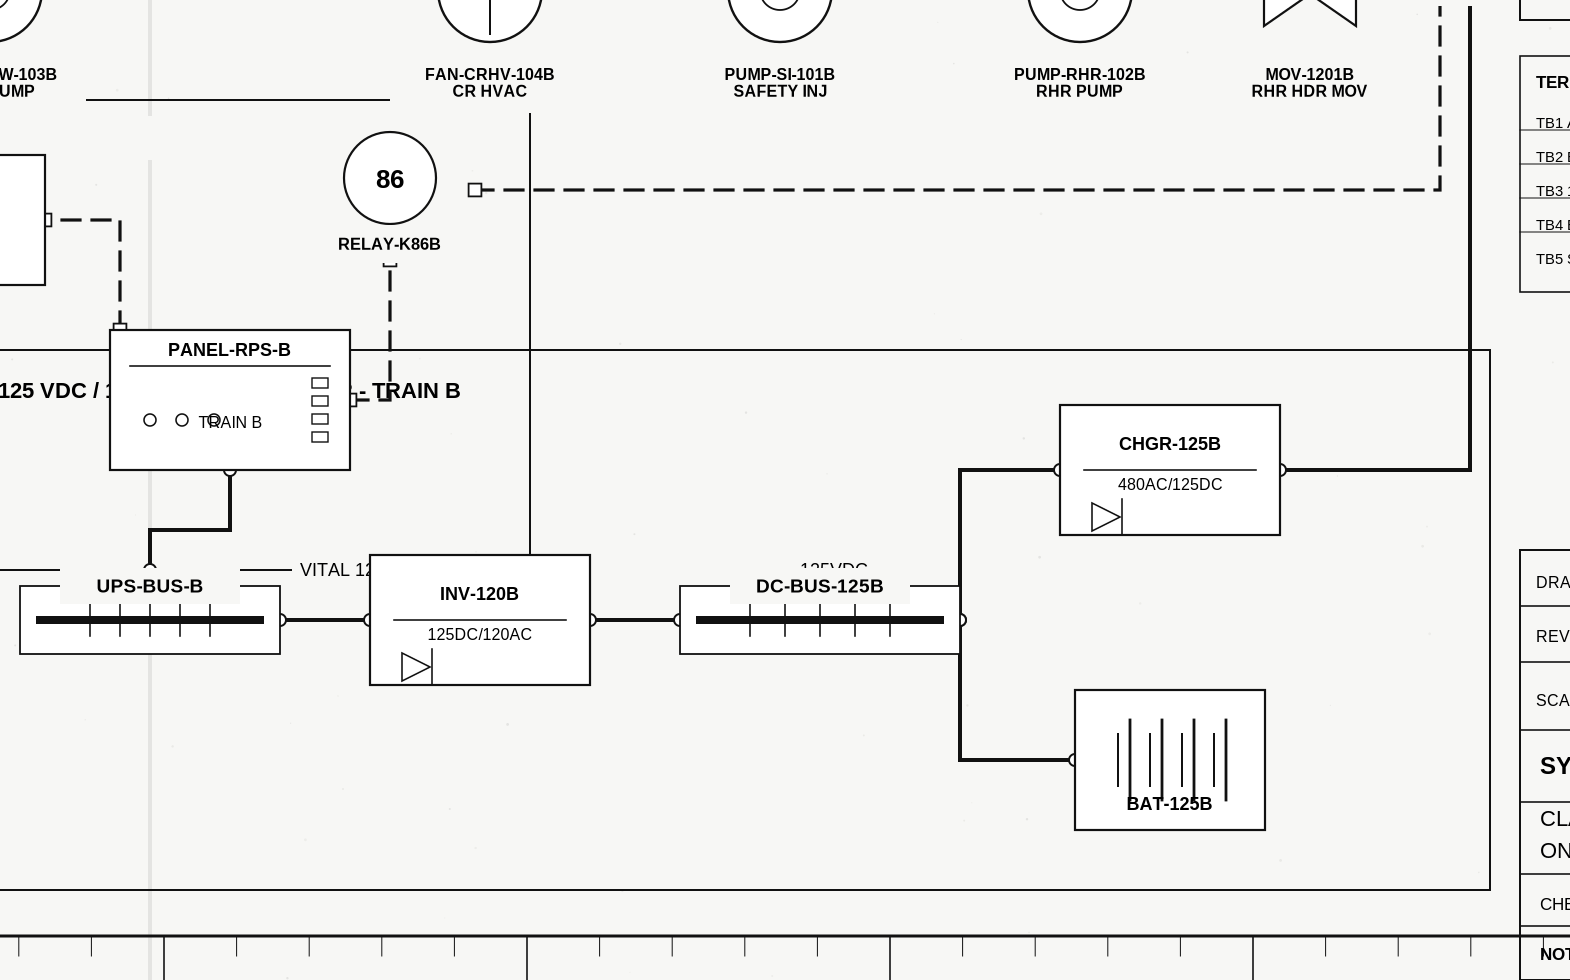 W-103B
UMP
FAN-CRHV-104B
CR HVAC
PUMP-SI-101B
SAFETY INJ
PUMP-RHR-102B
RHR PUMP
MOV-1201B
RHR HDR MOV
86
RELAY-K86B
PANEL-RPS-B
TRAIN B
125 VDC /
- TRAIN B
CHGR-125B
480AC/125DC
UPS-BUS-B
VITAL 12
INV-120B
125DC/120AC
125VDC
DC-BUS-125B
BAT-125B
TER
TB1
TB2
TB3
TB4
TB5
DRA
REV
SCA
SY
CLA
ON
CHE
NOT